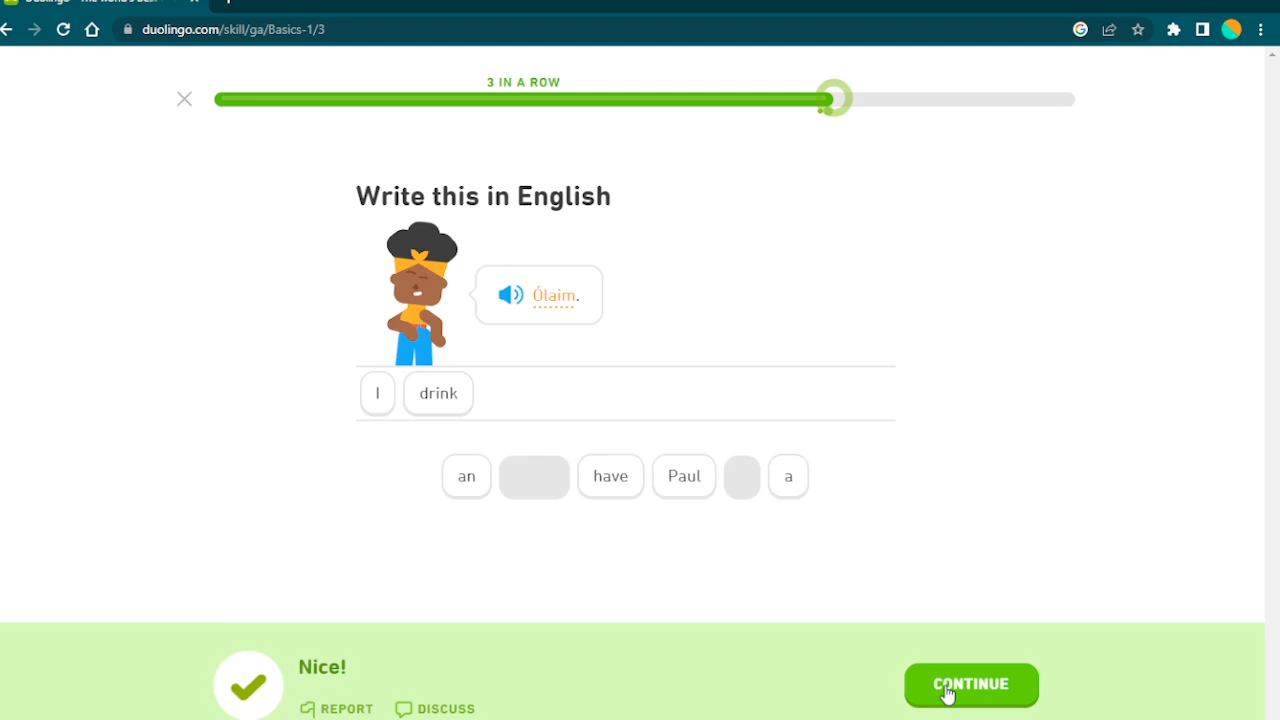 duolingo.com/skill/ga/Basics-1/3
3 IN A ROW
Write this in English
Ólaim.
I drink
an have Paul a
Nice!
REPORT DISCUSS
CONTINUE